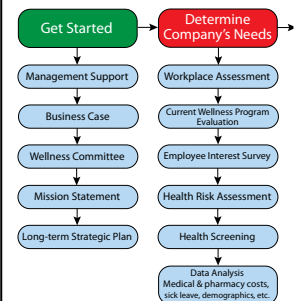 Get Started
Determine
Company's Needs
Management Support
Business Case
Wellness Committee
Mission Statement
Long-term Strategic Plan
Workplace Assessment
Current Wellness Program
Evaluation
Employee Interest Survey
Health Risk Assessment
Health Screening
Data Analysis
Medical & pharmacy costs,
sick leave, demographics, etc.